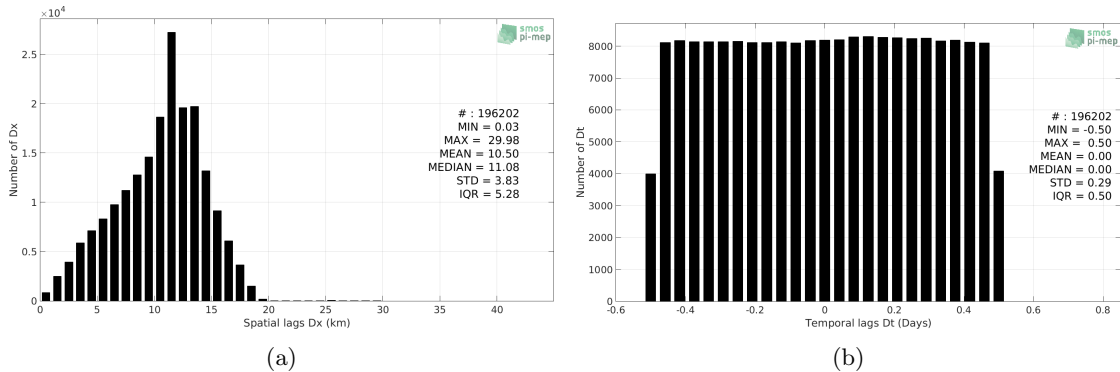 ×10⁴
2.5
2
1.5
1
0.5
0
0
5
10
15
20
25
30
35
40
Number of Dx
Spatial lags Dx (km)
smos
pi-mep
# : 196202
MIN = 0.03
MAX = 29.98
MEAN = 10.50
MEDIAN = 11.08
STD = 3.83
IQR = 5.28
(a)
8000
7000
6000
5000
4000
3000
2000
1000
0
-0.6
-0.4
-0.2
0
0.2
0.4
0.6
0.8
Number of Dt
Temporal lags Dt (Days)
smos
pi-mep
# : 196202
MIN = -0.50
MAX = 0.50
MEAN = 0.00
MEDIAN = 0.00
STD = 0.29
IQR = 0.50
(b)